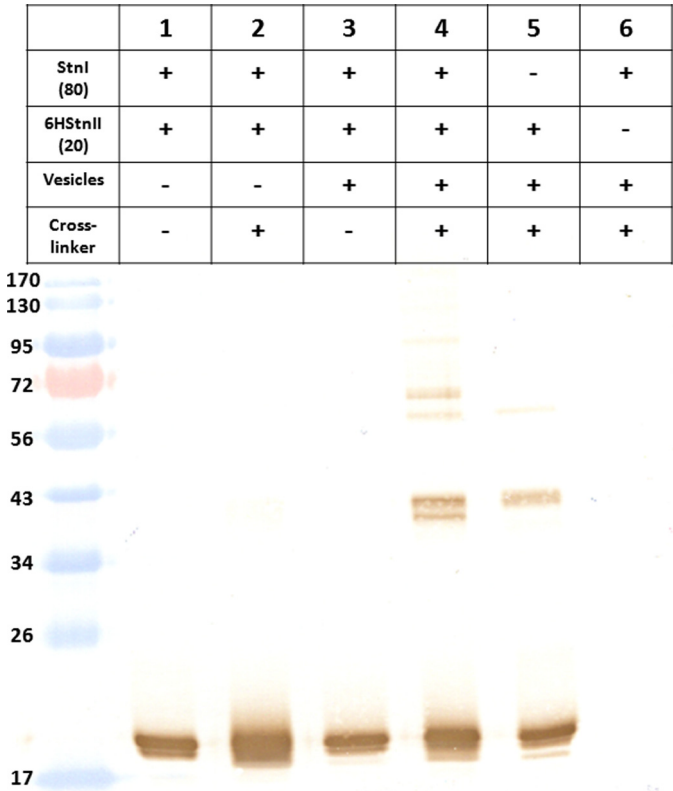 1 2 3 4 5 6
StnI
(80) + + + + - +
6HStnII
(20) + + + + + -
Vesicles - - + + + +
Cross-
linker - + - + + +
170
130
95
72
56
43
34
26
17